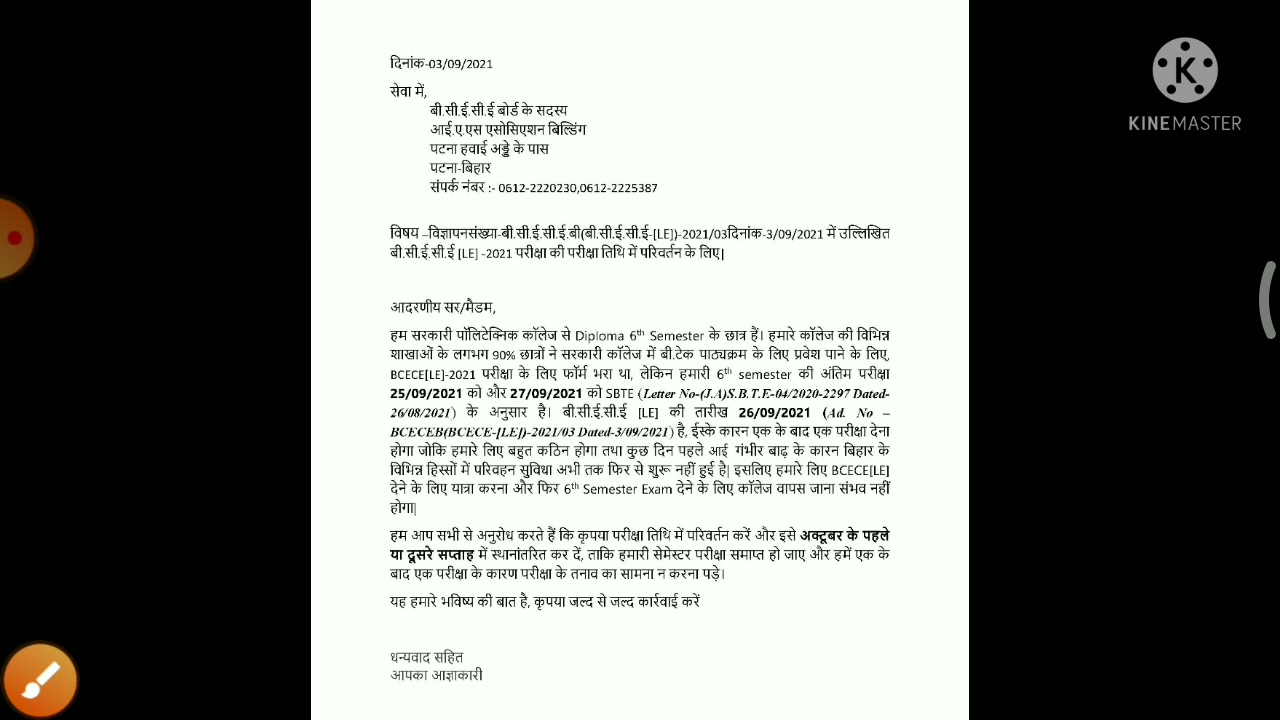 दिनांक-03/09/2021
सेवा में,
बी.सी.ई.सी.ई बोर्ड के सदस्य
आई.ए.एस एसोसिएशन बिल्डिंग
पटना हवाई अड्डे के पास
पटना-बिहार
संपर्क नंबर :- 0612-2220230,0612-2225387
विषय –विज्ञापनसंख्या-बी.सी.ई.सी.ई.बी(बी.सी.ई.सी.ई-[LE])-2021/03दिनांक-3/09/2021 में उल्लिखित
बी.सी.ई.सी.ई [LE] -2021 परीक्षा की परीक्षा तिथि में परिवर्तन के लिए|
आदरणीय सर/मैडम,
हम सरकारी पॉलिटेक्निक कॉलेज से Diploma 6th Semester के छात्र हैं। हमारे कॉलेज की विभिन्न
शाखाओं के लगभग 90% छात्रों ने सरकारी कॉलेज में बी.टेक पाठ्यक्रम के लिए प्रवेश पाने के लिए,
BCECE[LE]-2021 परीक्षा के लिए फॉर्म भरा था, लेकिन हमारी 6th semester की अंतिम परीक्षा
25/09/2021 को और 27/09/2021 को SBTE (Letter No-(J.A)S.B.T.E-04/2020-2297 Dated-
26/08/2021) के अनुसार है। बी.सी.ई.सी.ई [LE] की तारीख 26/09/2021 (Ad. No –
BCECEB(BCECE-[LE])-2021/03 Dated-3/09/2021) है, ईस्के कारन एक के बाद एक परीक्षा देना
होगा जोकि हमारे लिए बहुत कठिन होगा तथा कुछ दिन पहले आई गंभीर बाढ़ के कारन बिहार के
विभिन्न हिस्सों में परिवहन सुविधा अभी तक फिर से शुरू नहीं हुई है| इसलिए हमारे लिए BCECE[LE]
देने के लिए यात्रा करना और फिर 6th Semester Exam देने के लिए कॉलेज वापस जाना संभव नहीं
होगा|
हम आप सभी से अनुरोध करते हैं कि कृपया परीक्षा तिथि में परिवर्तन करें और इसे अक्टूबर के पहले
या दूसरे सप्ताह में स्थानांतरित कर दें, ताकि हमारी सेमेस्टर परीक्षा समाप्त हो जाए और हमें एक के
बाद एक परीक्षा के कारण परीक्षा के तनाव का सामना न करना पड़े।
यह हमारे भविष्य की बात है, कृपया जल्द से जल्द कार्रवाई करें
धन्यवाद सहित
आपका आज्ञाकारी
K
KINEMASTER